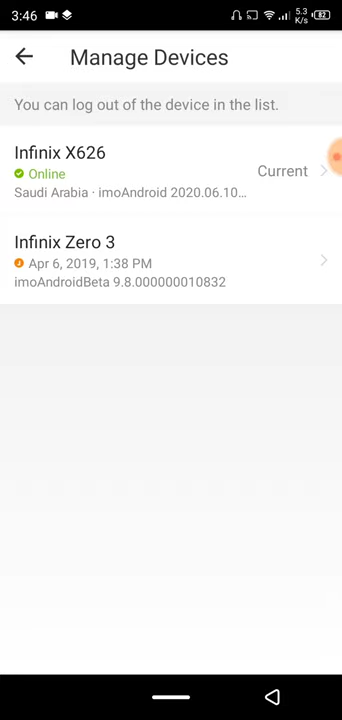 3:46
5.3 K/s
82
Manage Devices
You can log out of the device in the list.
Infinix X626
Online
Current
Saudi Arabia · imoAndroid 2020.06.10...
Infinix Zero 3
Apr 6, 2019, 1:38 PM
imoAndroidBeta 9.8.000000010832